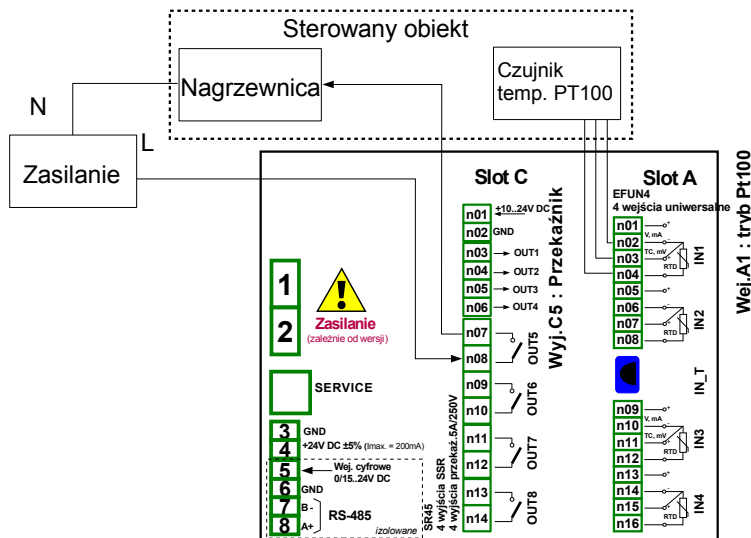 Sterowany obiekt
Nagrzewnica
Czujnik
temp. PT100
N
L
Zasilanie
Slot C
Slot A
EFUN4
4 wejścia uniwersalne
Wej.A1 : tryb Pt100
Wyj.C5 : Przekaźnik
n01
+10..24V DC
n02
GND
n03
OUT1
n04
OUT2
n05
OUT3
n06
OUT4
n07
n08
OUT5
n09
n10
OUT6
n11
n12
OUT7
n13
n14
OUT8
SR45
4 wyjścia SSR
4 wyjścia przekaź.5A/250V
n01
+
n02
V, mA
-
n03
TC, mV
+
n04
RTD
IN1
n05
+
n06
-
n07
+
n08
RTD
IN2
IN_T
n09
+
n10
V, mA
-
n11
TC, mV
+
n12
RTD
IN3
n13
+
n14
-
n15
+
n16
RTD
IN4
1
2
Zasilanie
(zależnie od wersji)
SERVICE
3
GND
4
+24V DC ±5% (Imax. = 200mA)
5
Wej. cyfrowe
0/15..24V DC
6
GND
7
B -
8
A+
RS-485
izolowane